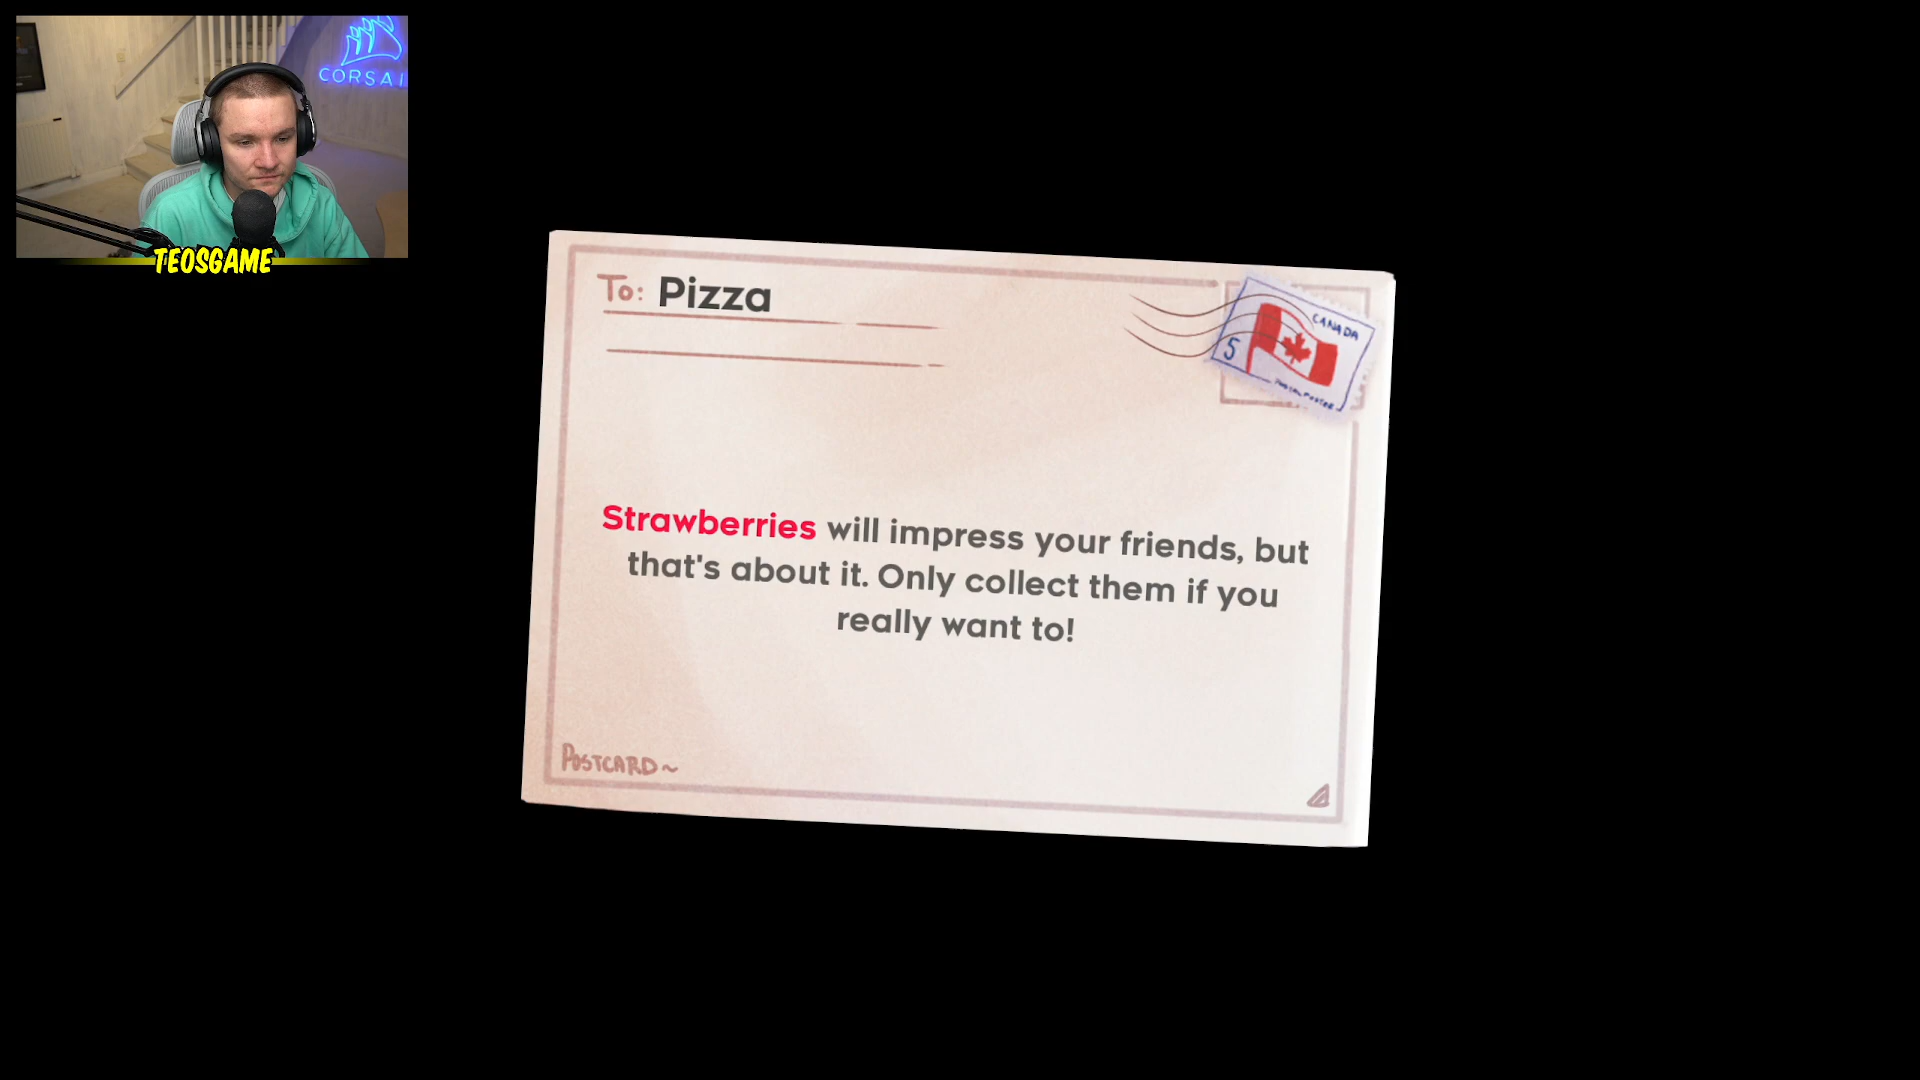 CORSAI
TEOSGAME
To: Pizza
CANADA
5
Strawberries will impress your friends, but
that's about it. Only collect them if you
really want to!
POSTCARD~